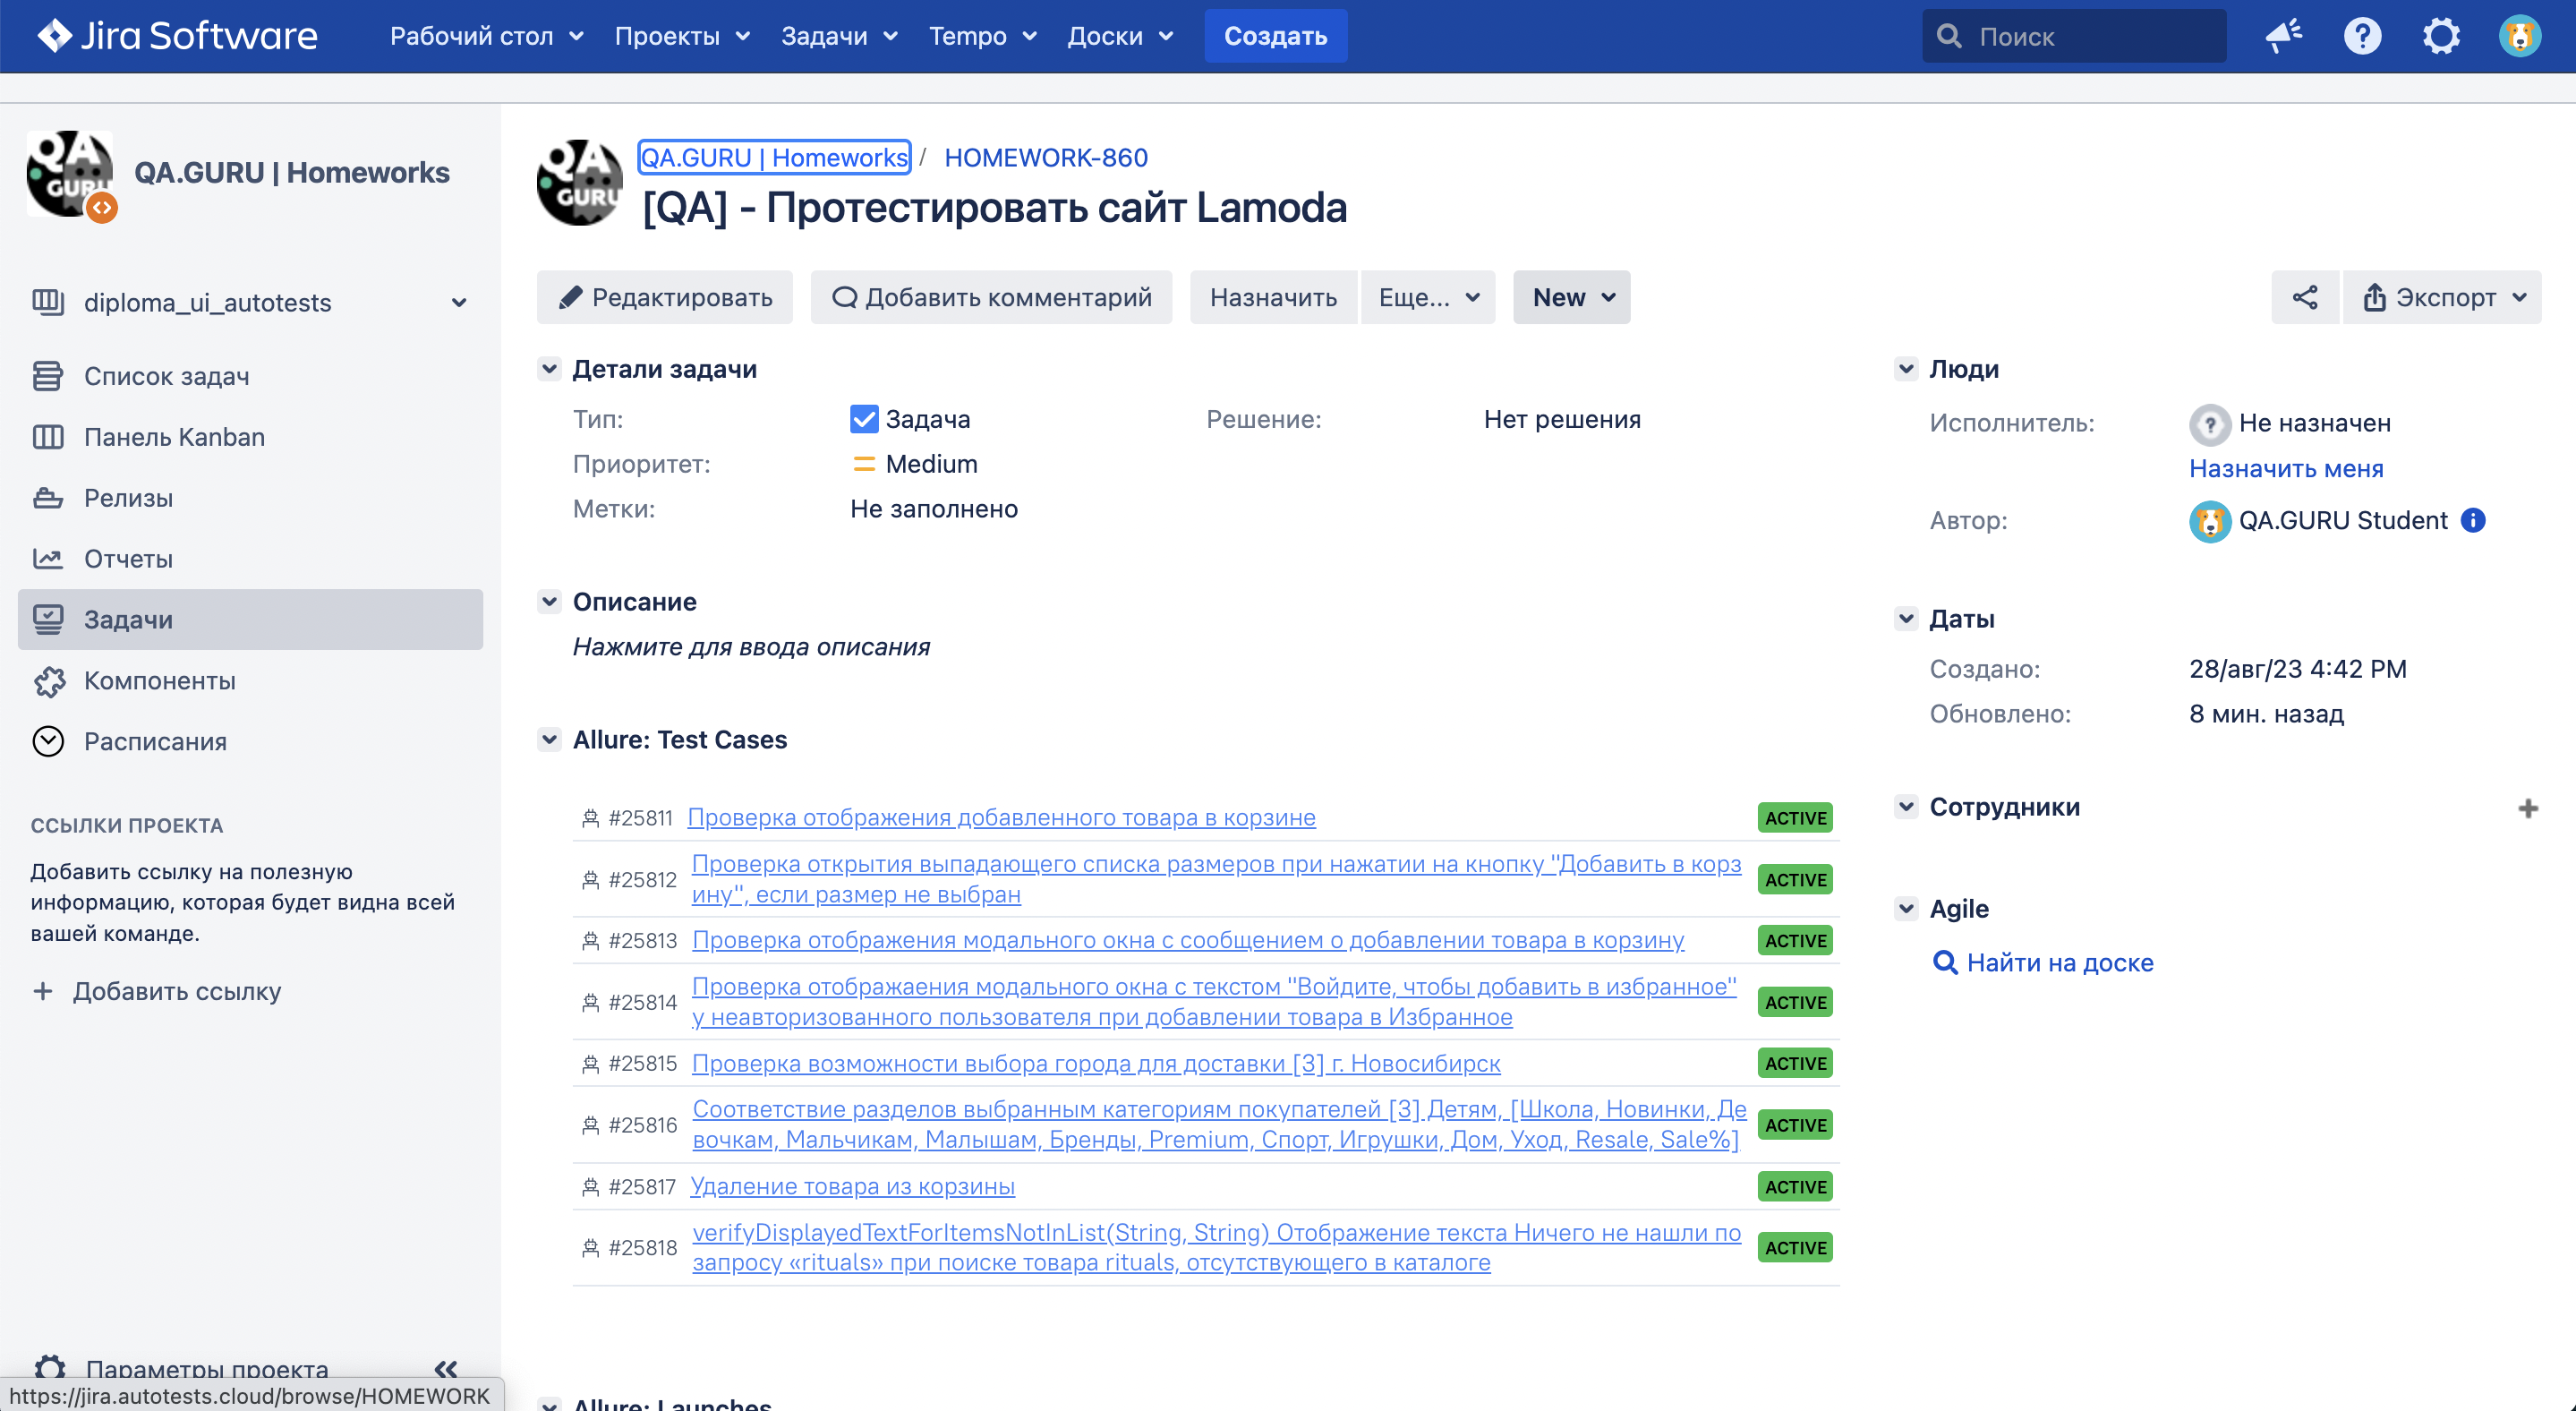 Jira Software
Рабочий стол
Проекты
Задачи
Tempo
Доски
Создать
Поиск
QA GURU
QA.GURU | Homeworks
diploma_ui_autotests
Список задач
Панель Kanban
Релизы
Отчеты
Задачи
Компоненты
Расписания
ССЫЛКИ ПРОЕКТА
Добавить ссылку на полезную
информацию, которая будет видна всей
вашей команде.
+ Добавить ссылку
Параметры проекта
https://jira.autotests.cloud/browse/HOMEWORK
QA GURU
QA.GURU | Homeworks / HOMEWORK-860
[QA] - Протестировать сайт Lamoda
Редактировать
Добавить комментарий
Назначить
Еще...
New
Экспорт
Детали задачи
Тип: Задача
Решение: Нет решения
Приоритет: Medium
Метки: Не заполнено
Описание
Нажмите для ввода описания
Allure: Test Cases
#25811 Проверка отображения добавленного товара в корзине ACTIVE
#25812 Проверка открытия выпадающего списка размеров при нажатии на кнопку "Добавить в корз
ину", если размер не выбран ACTIVE
#25813 Проверка отображения модального окна с сообщением о добавлении товара в корзину ACTIVE
#25814 Проверка отображаения модального окна с текстом "Войдите, чтобы добавить в избранное"
у неавторизованного пользователя при добавлении товара в Избранное ACTIVE
#25815 Проверка возможности выбора города для доставки [3] г. Новосибирск ACTIVE
#25816 Соответствие разделов выбранным категориям покупателей [3] Детям, [Школа, Новинки, Де
вочкам, Мальчикам, Малышам, Бренды, Premium, Спорт, Игрушки, Дом, Уход, Resale, Sale%] ACTIVE
#25817 Удаление товара из корзины ACTIVE
#25818 verifyDisplayedTextForItemsNotInList(String, String) Отображение текста Ничего не нашли по
запросу «rituals» при поиске товара rituals, отсутствующего в каталоге ACTIVE
Allure: Launches
Люди
Исполнитель: Не назначен
Назначить меня
Автор: QA.GURU Student
Даты
Создано: 28/авг/23 4:42 PM
Обновлено: 8 мин. назад
Сотрудники
Agile
Найти на доске